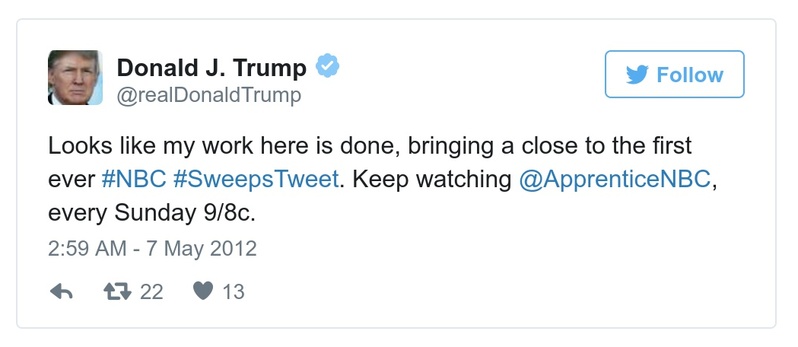 Donald J. Trump
@realDonaldTrump
Follow
Looks like my work here is done, bringing a close to the first
ever #NBC #SweepsTweet. Keep watching @ApprenticeNBC,
every Sunday 9/8c.
2:59 AM - 7 May 2012
22 13